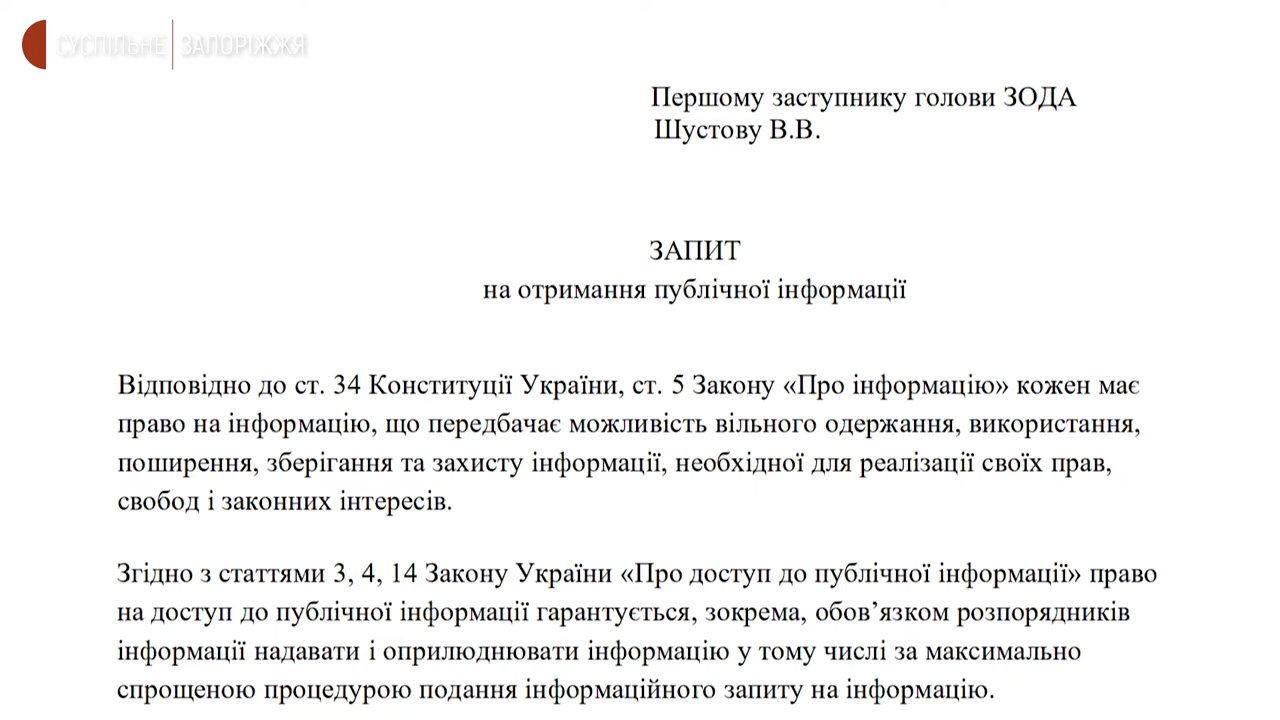 СУСПІЛЬНЕ ЗАПОРІЖЖЯ
Першому заступнику голови ЗОДА
Шустову В.В.
ЗАПИТ
на отримання публічної інформації
Відповідно до ст. 34 Конституції України, ст. 5 Закону «Про інформацію» кожен має
право на інформацію, що передбачає можливість вільного одержання, використання,
поширення, зберігання та захисту інформації, необхідної для реалізації своїх прав,
свобод і законних інтересів.
Згідно з статтями 3, 4, 14 Закону України «Про доступ до публічної інформації» право
на доступ до публічної інформації гарантується, зокрема, обов’язком розпорядників
інформації надавати і оприлюднювати інформацію у тому числі за максимально
спрощеною процедурою подання інформаційного запиту на інформацію.